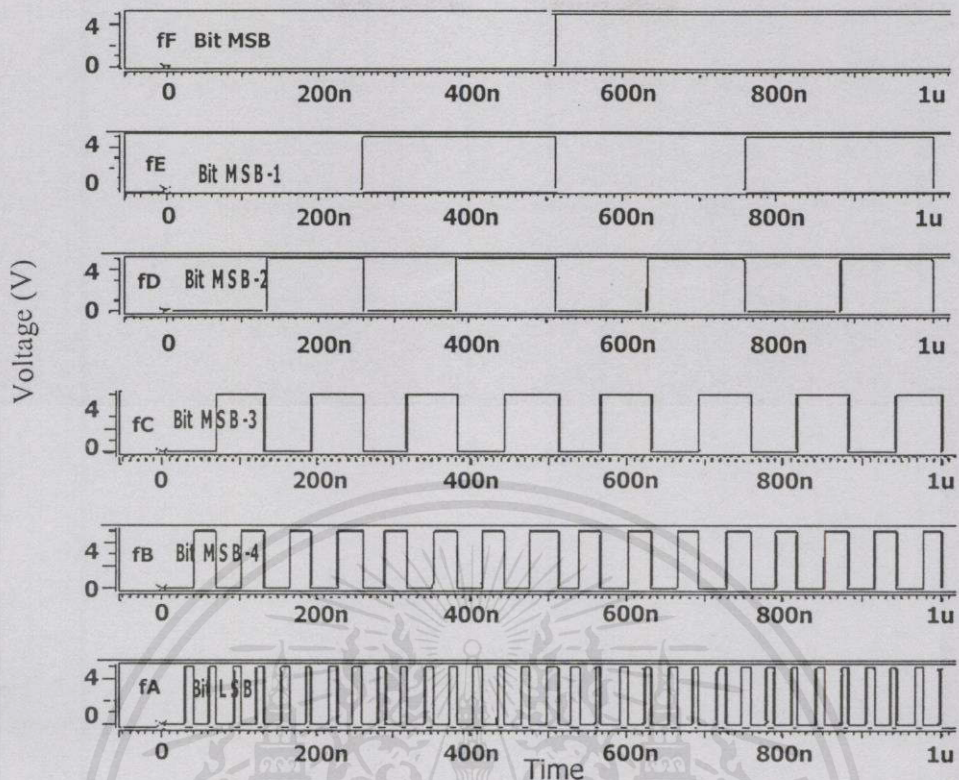 Voltage (V)
4
fF Bit MSB
0
0 200n 400n 600n 800n 1u
4
fE Bit MSB-1
0
0 200n 400n 600n 800n 1u
4
fD Bit MSB-2
0
0 200n 400n 600n 800n 1u
4
fC Bit MSB-3
0
0 200n 400n 600n 800n 1u
4
fB Bit MSB-4
0
0 200n 400n 600n 800n 1u
4
fA Bit LSB
0
0 200n 400n 600n 800n 1u
Time